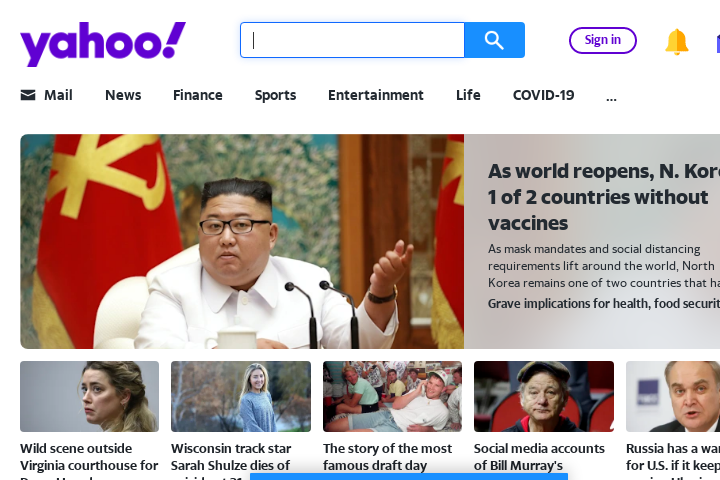 yahoo!
Sign in
Mail News Finance Sports Entertainment Life COVID-19 ...
As world reopens, N. Kor
1 of 2 countries without
vaccines
As mask mandates and social distancing
requirements lift around the world, North
Korea remains one of two countries that ha
Grave implications for health, food securit
Wild scene outside
Virginia courthouse for
Wisconsin track star
Sarah Shulze dies of
The story of the most
famous draft day
Social media accounts
of Bill Murray's
Russia has a wa
for U.S. if it keep